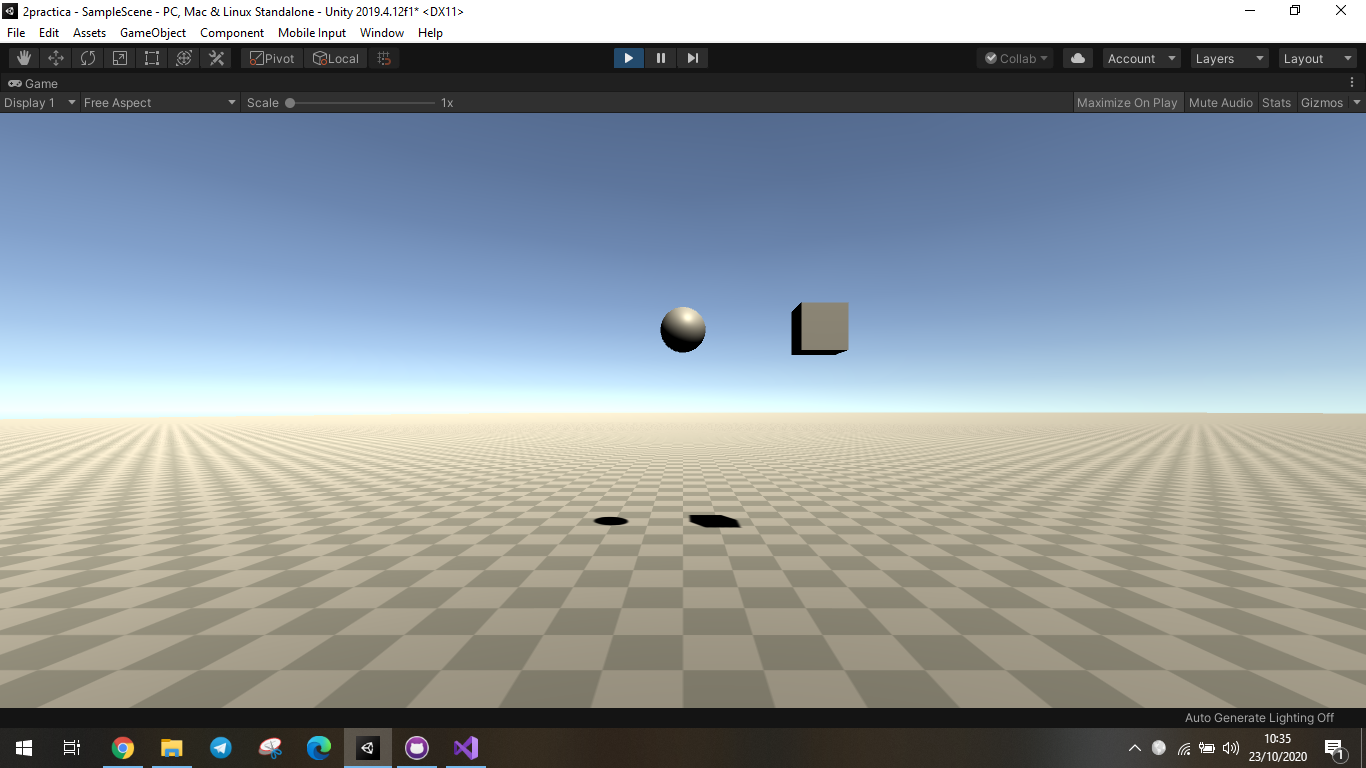 2practica - SampleScene - PC, Mac & Linux Standalone - Unity 2019.4.12f1* <DX11>
File Edit Assets GameObject Component Mobile Input Window Help
Pivot Local Collab Account Layers Layout
Game
Display 1 Free Aspect Scale 1x Maximize On Play Mute Audio Stats Gizmos
Auto Generate Lighting Off
10:35
23/10/2020
1